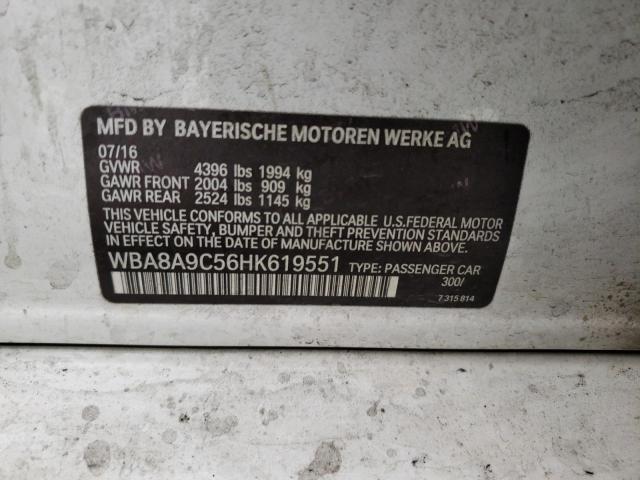 MFD BY BAYERISCHE MOTOREN WERKE AG
07/16
GVWR 4396 lbs 1994 kg
GAWR FRONT 2004 lbs 909 kg
GAWR REAR 2524 lbs 1145 kg
THIS VEHICLE CONFORMS TO ALL APPLICABLE U.S.FEDERAL MOTOR
VEHICLE SAFETY, BUMPER AND THEFT PREVENTION STANDARDS
IN EFFECT ON THE DATE OF MANUFACTURE SHOWN ABOVE.
WBA8A9C56HK619551 TYPE: PASSENGER CAR
300/
7 315 814